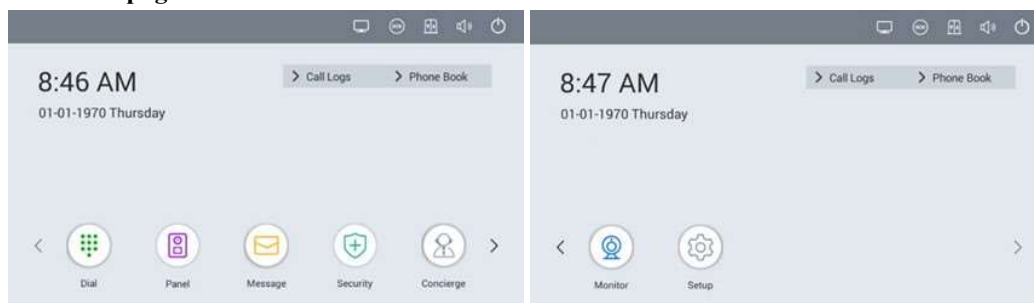 8:46 AM
> Call Logs > Phone Book
01-01-1970 Thursday
Dial Panel Message Security Concierge
8:47 AM
> Call Logs > Phone Book
01-01-1970 Thursday
Monitor Setup